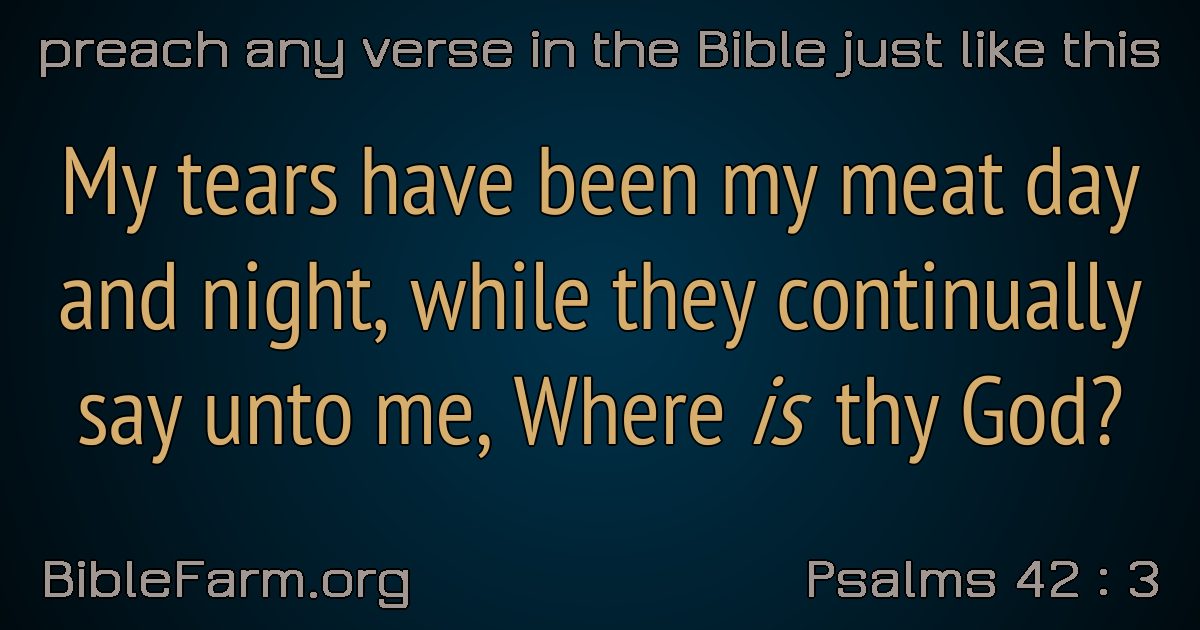 preach any verse in the Bible just like this
My tears have been my meat day
and night, while they continually
say unto me, Where is thy God?
BibleFarm.org
Psalms 42 : 3